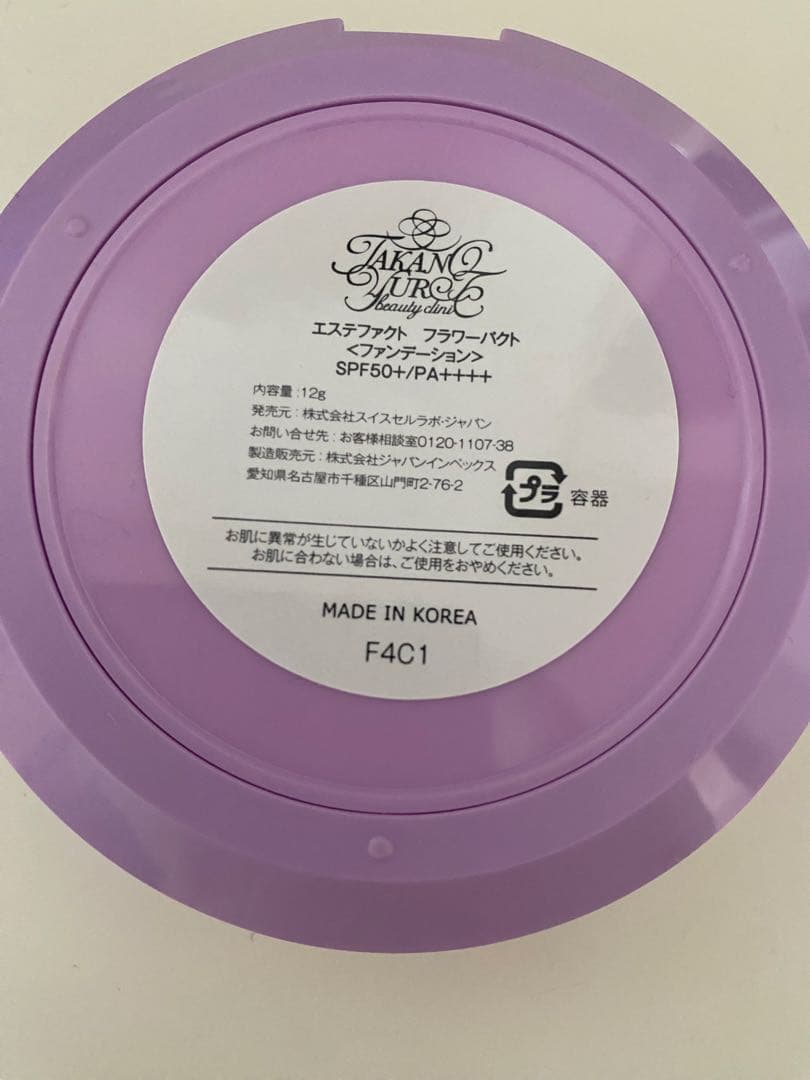 TAKANO
YURI
beauty clinic
エステファクト フラワーパクト
<ファンデーション>
SPF50+/PA++++
内容量:12g
発売元:株式会社スイスセルラボ・ジャパン
お問い合せ先:お客様相談室0120-1107-38
製造販売元:株式会社ジャパンインペックス
愛知県名古屋市千種区山門町2-76-2
プラ 容器
お肌に異常が生じていないかよく注意してご使用ください。
お肌に合わない場合は、ご使用をおやめください。
MADE IN KOREA
F4C1